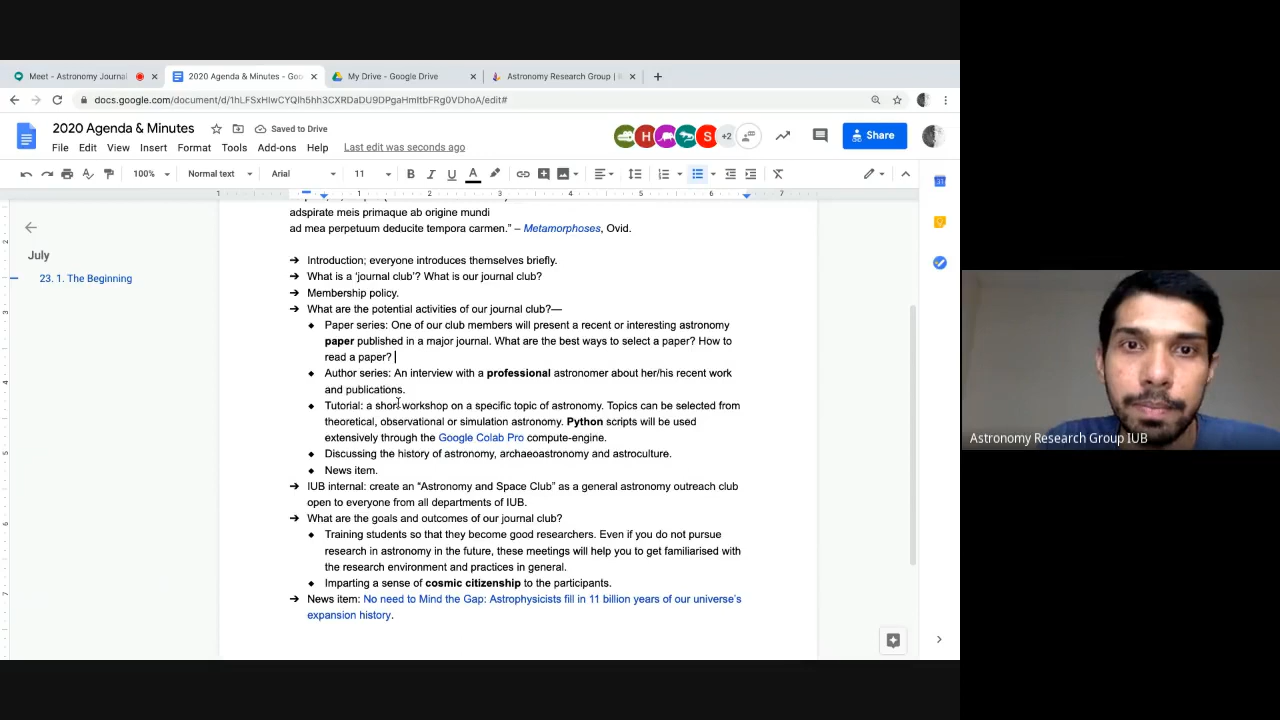 Meet - Astronomy Journal
2020 Agenda & Minutes - Goo
My Drive - Google Drive
Astronomy Research Group |
docs.google.com/document/d/1hLFSxHIwCYQlh5hh3CXRDaDU9DPgaHmItbFRg0VDhoA/edit#
2020 Agenda & Minutes
Saved to Drive
+2
Share
File Edit View Insert Format Tools Add-ons Help Last edit was seconds ago
100% Normal text Arial 11 B I U A
1 1 2 3 4 5 6 7
adspirate meis primaque ab origine mundi
ad mea perpetuum deducite tempora carmen.” – Metamorphoses, Ovid.
July
23. 1. The Beginning
➔ Introduction; everyone introduces themselves briefly.
➔ What is a ‘journal club’? What is our journal club?
➔ Membership policy.
➔ What are the potential activities of our journal club?—
◆ Paper series: One of our club members will present a recent or interesting astronomy
paper published in a major journal. What are the best ways to select a paper? How to
read a paper?
◆ Author series: An interview with a professional astronomer about her/his recent work
and publications.
◆ Tutorial: a short workshop on a specific topic of astronomy. Topics can be selected from
theoretical, observational or simulation astronomy. Python scripts will be used
extensively through the Google Colab Pro compute-engine.
◆ Discussing the history of astronomy, archaeoastronomy and astroculture.
◆ News item.
➔ IUB internal: create an “Astronomy and Space Club” as a general astronomy outreach club
open to everyone from all departments of IUB.
➔ What are the goals and outcomes of our journal club?
◆ Training students so that they become good researchers. Even if you do not pursue
research in astronomy in the future, these meetings will help you to get familiarised with
the research environment and practices in general.
◆ Imparting a sense of cosmic citizenship to the participants.
➔ News item: No need to Mind the Gap: Astrophysicists fill in 11 billion years of our universe’s
expansion history.
Astronomy Research Group IUB